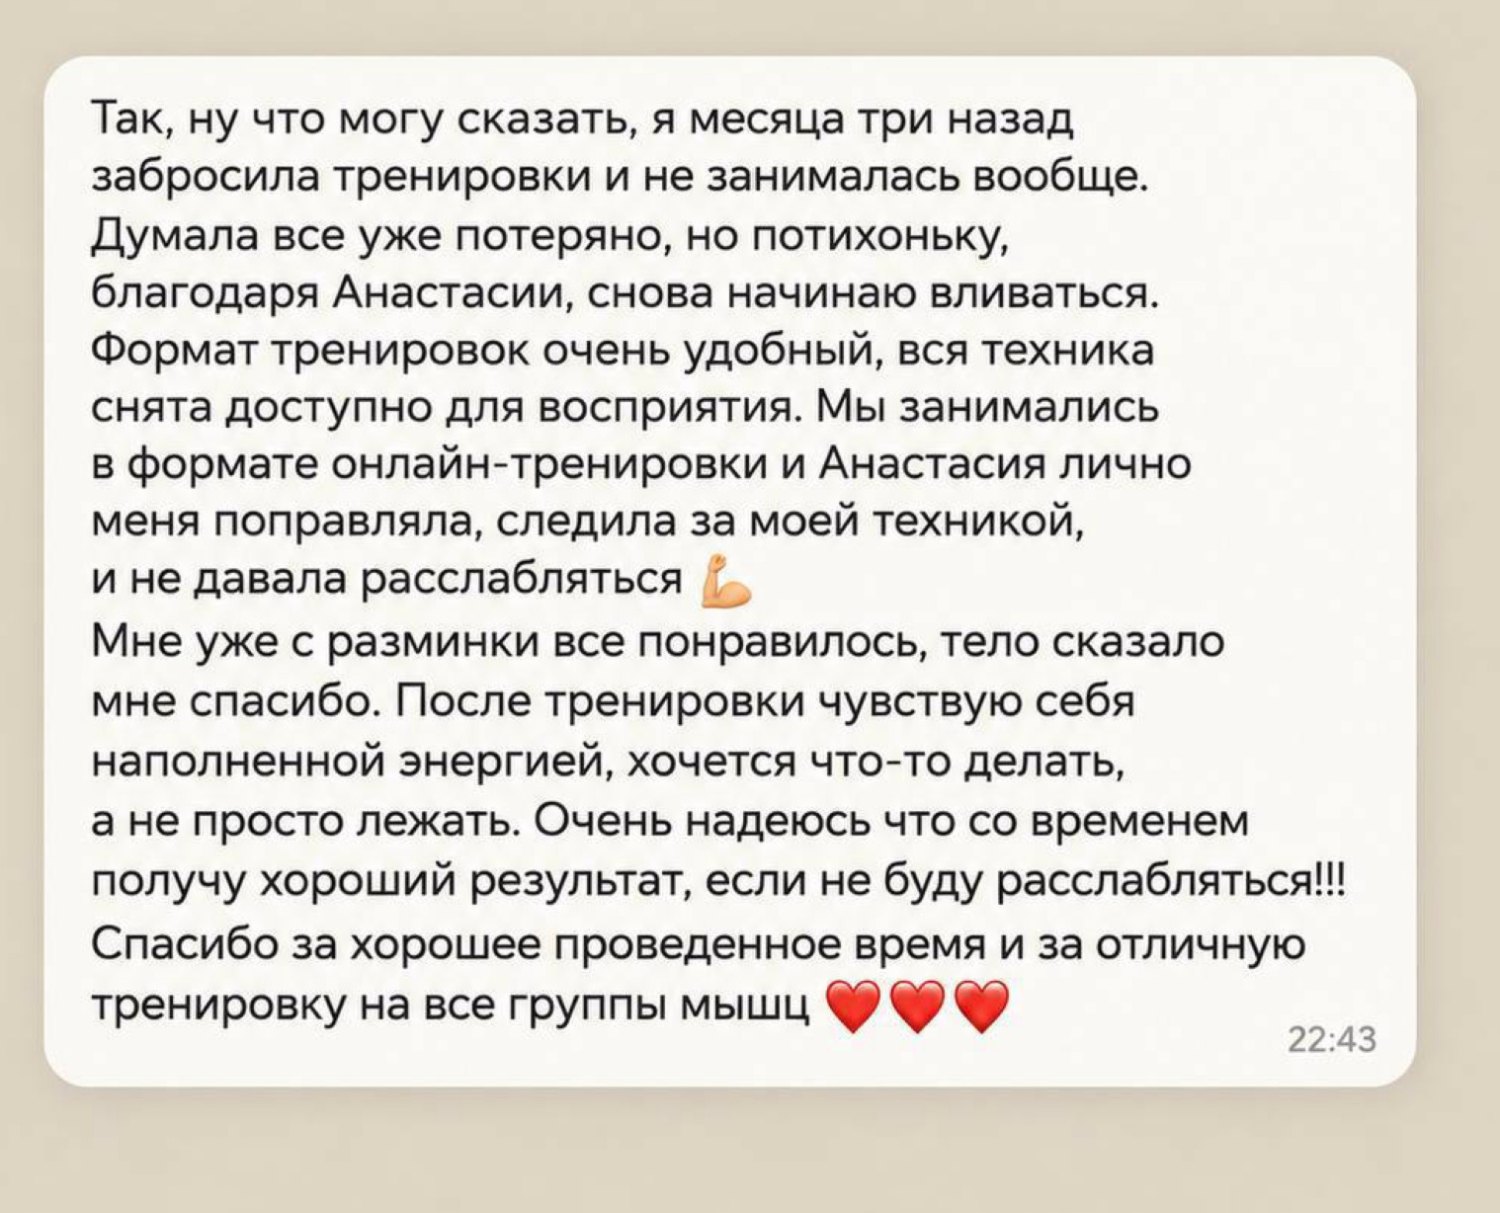 Так, ну что могу сказать, я месяца три назад
забросила тренировки и не занималась вообще.
Думала все уже потеряно, но потихоньку,
благодаря Анастасии, снова начинаю вливаться.
Формат тренировок очень удобный, вся техника
снята доступно для восприятия. Мы занимались
в формате онлайн-тренировки и Анастасия лично
меня поправляла, следила за моей техникой,
и не давала расслабляться 💪🏼
Мне уже с разминки все понравилось, тело сказало
мне спасибо. После тренировки чувствую себя
наполненной энергией, хочется что-то делать,
а не просто лежать. Очень надеюсь что со временем
получу хороший результат, если не буду расслабляться!!!
Спасибо за хорошее проведенное время и за отличную
тренировку на все группы мышц ❤️❤️❤️
22:43